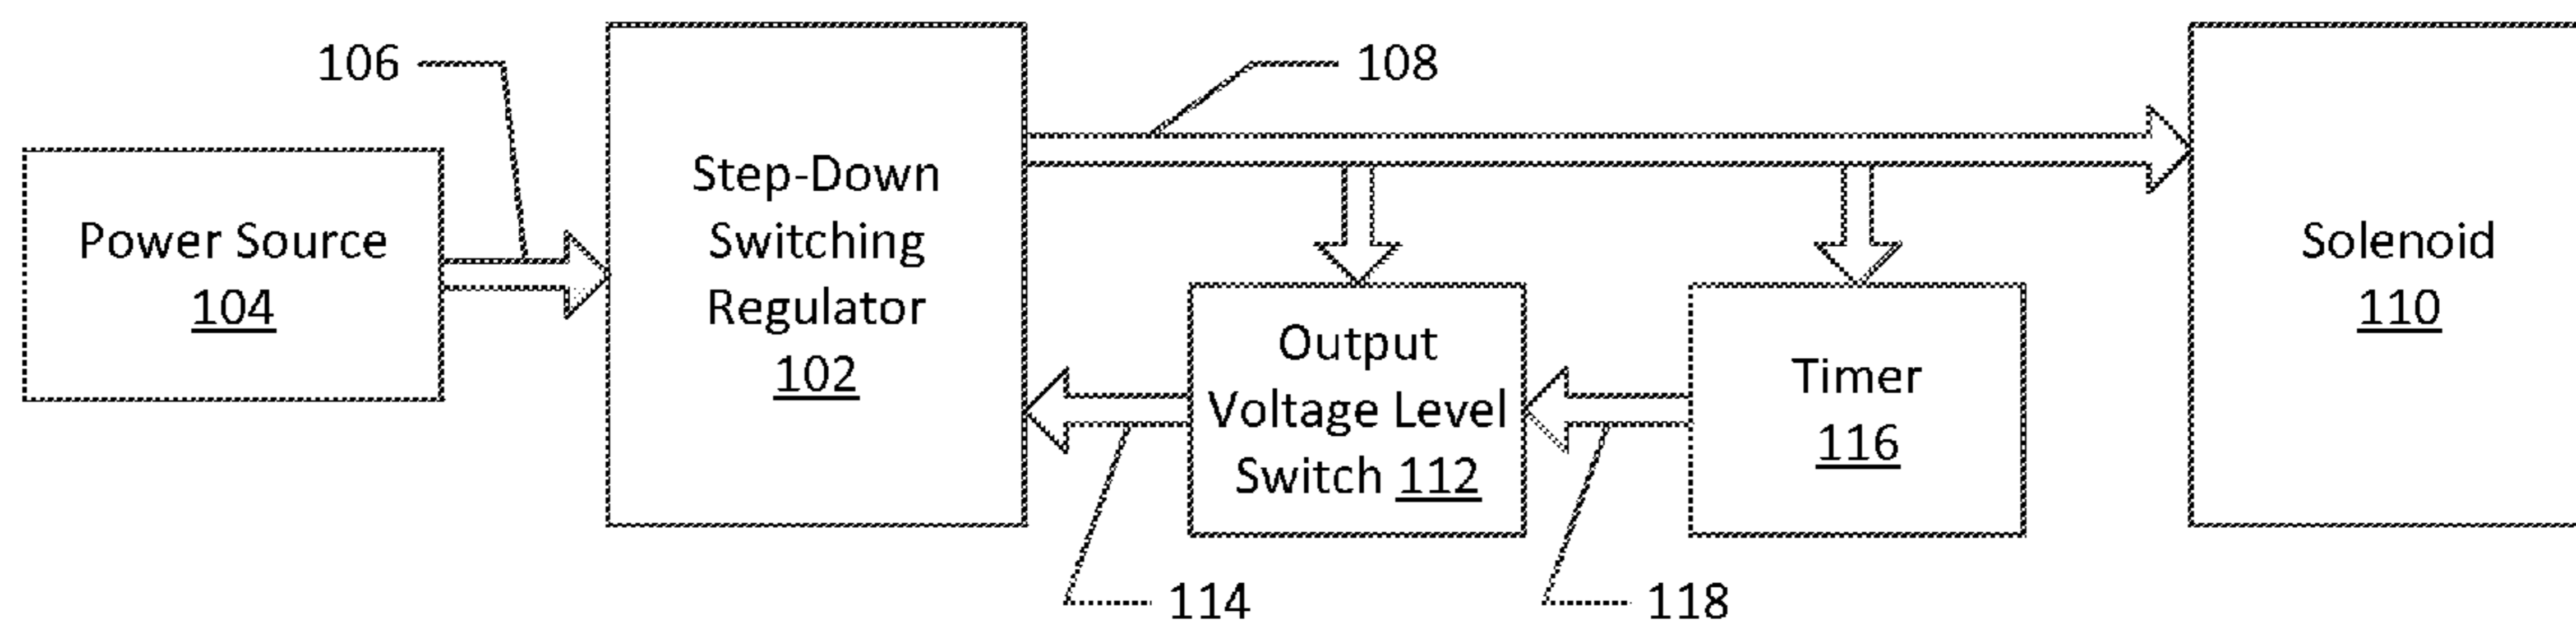 106
108
Power Source
104
Step-Down
Switching
Regulator
102
Output
Voltage Level
Switch 112
Timer
116
Solenoid
110
114
118